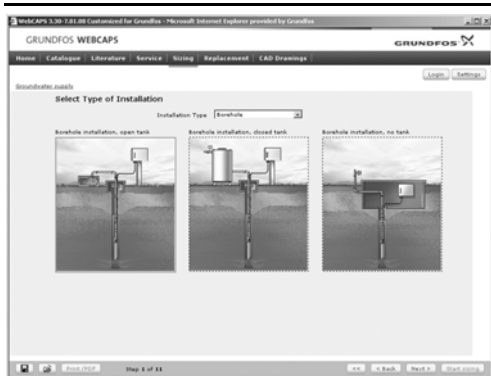 WebCAPS 3.30-7.01.00 Customized for Grundfos - Microsoft Internet Explorer provided by Grundfos
GRUNDFOS WEBCAPS
GRUNDFOS
Home | Catalogue | Literature | Service | Sizing | Replacement | CAD Drawings
Login Settings
Groundwater supply
Select Type of Installation
Installation Type Borehole
Borehole installation, open tank
Borehole installation, closed tank
Borehole installation, no tank
Print/PDF Step 1 of 11 << < Back Next > Start sizing